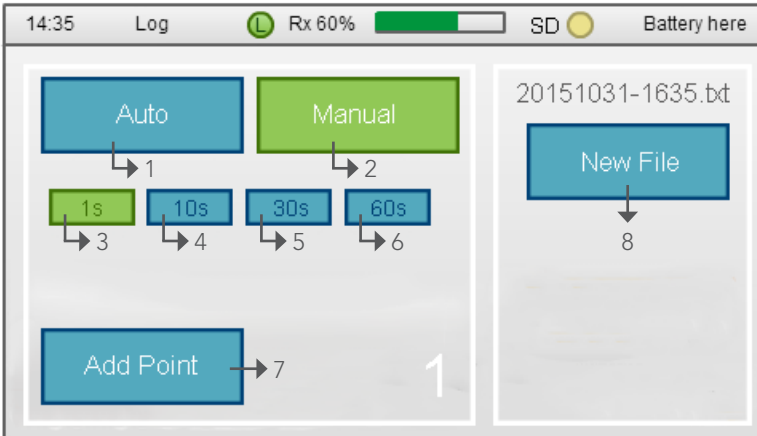 14:35 Log L Rx 60% SD Battery here
Auto Manual
1 2
1s 10s 30s 60s
3 4 5 6
Add Point
7
1
20151031-1635.txt
New File
8